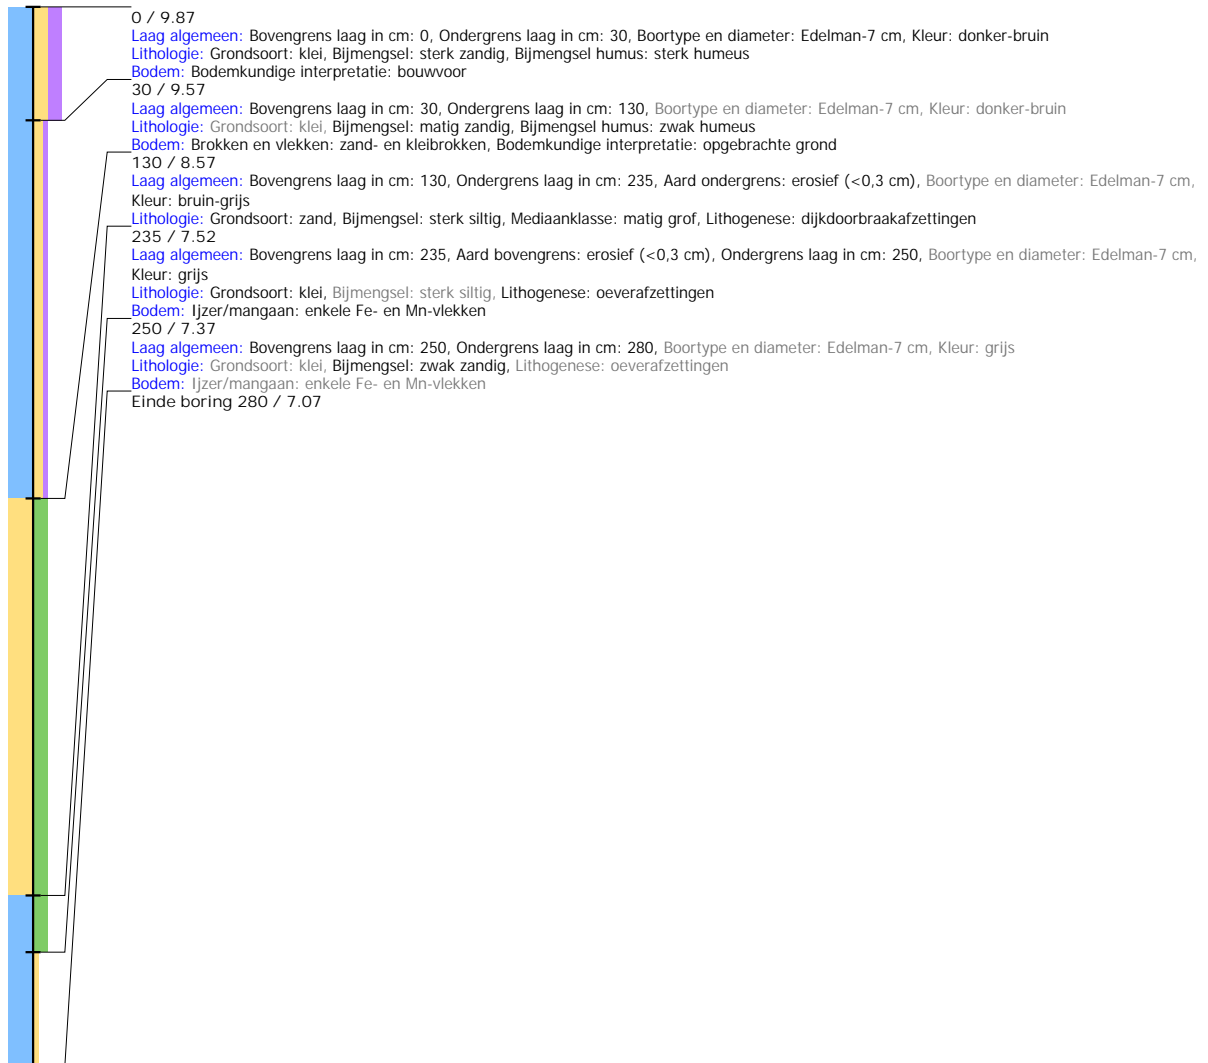 0 / 9.87
Laag algemeen: Bovengrens laag in cm: 0, Ondergrens laag in cm: 30, Boortype en diameter: Edelman-7 cm, Kleur: donker-bruin
Lithologie: Grondsoort: klei, Bijmengsel: sterk zandig, Bijmengsel humus: sterk humeus
Bodem: Bodemkundige interpretatie: bouwvoor
30 / 9.57
Laag algemeen: Bovengrens laag in cm: 30, Ondergrens laag in cm: 130, Boortype en diameter: Edelman-7 cm, Kleur: donker-bruin
Lithologie: Grondsoort: klei, Bijmengsel: matig zandig, Bijmengsel humus: zwak humeus
Bodem: Brokken en vlekken: zand- en kleibrokken, Bodemkundige interpretatie: opgebrachte grond
130 / 8.57
Laag algemeen: Bovengrens laag in cm: 130, Ondergrens laag in cm: 235, Aard ondergrens: erosief (<0,3 cm), Boortype en diameter: Edelman-7 cm,
Kleur: bruin-grijs
Lithologie: Grondsoort: zand, Bijmengsel: sterk siltig, Mediaanklasse: matig grof, Lithogenese: dijkdoorbraakafzettingen
235 / 7.52
Laag algemeen: Bovengrens laag in cm: 235, Aard bovengrens: erosief (<0,3 cm), Ondergrens laag in cm: 250, Boortype en diameter: Edelman-7 cm,
Kleur: grijs
Lithologie: Grondsoort: klei, Bijmengsel: sterk siltig, Lithogenese: oeverafzettingen
Bodem: Ijzer/mangaan: enkele Fe- en Mn-vlekken
250 / 7.37
Laag algemeen: Bovengrens laag in cm: 250, Ondergrens laag in cm: 280, Boortype en diameter: Edelman-7 cm, Kleur: grijs
Lithologie: Grondsoort: klei, Bijmengsel: zwak zandig, Lithogenese: oeverafzettingen
Bodem: Ijzer/mangaan: enkele Fe- en Mn-vlekken
Einde boring 280 / 7.07